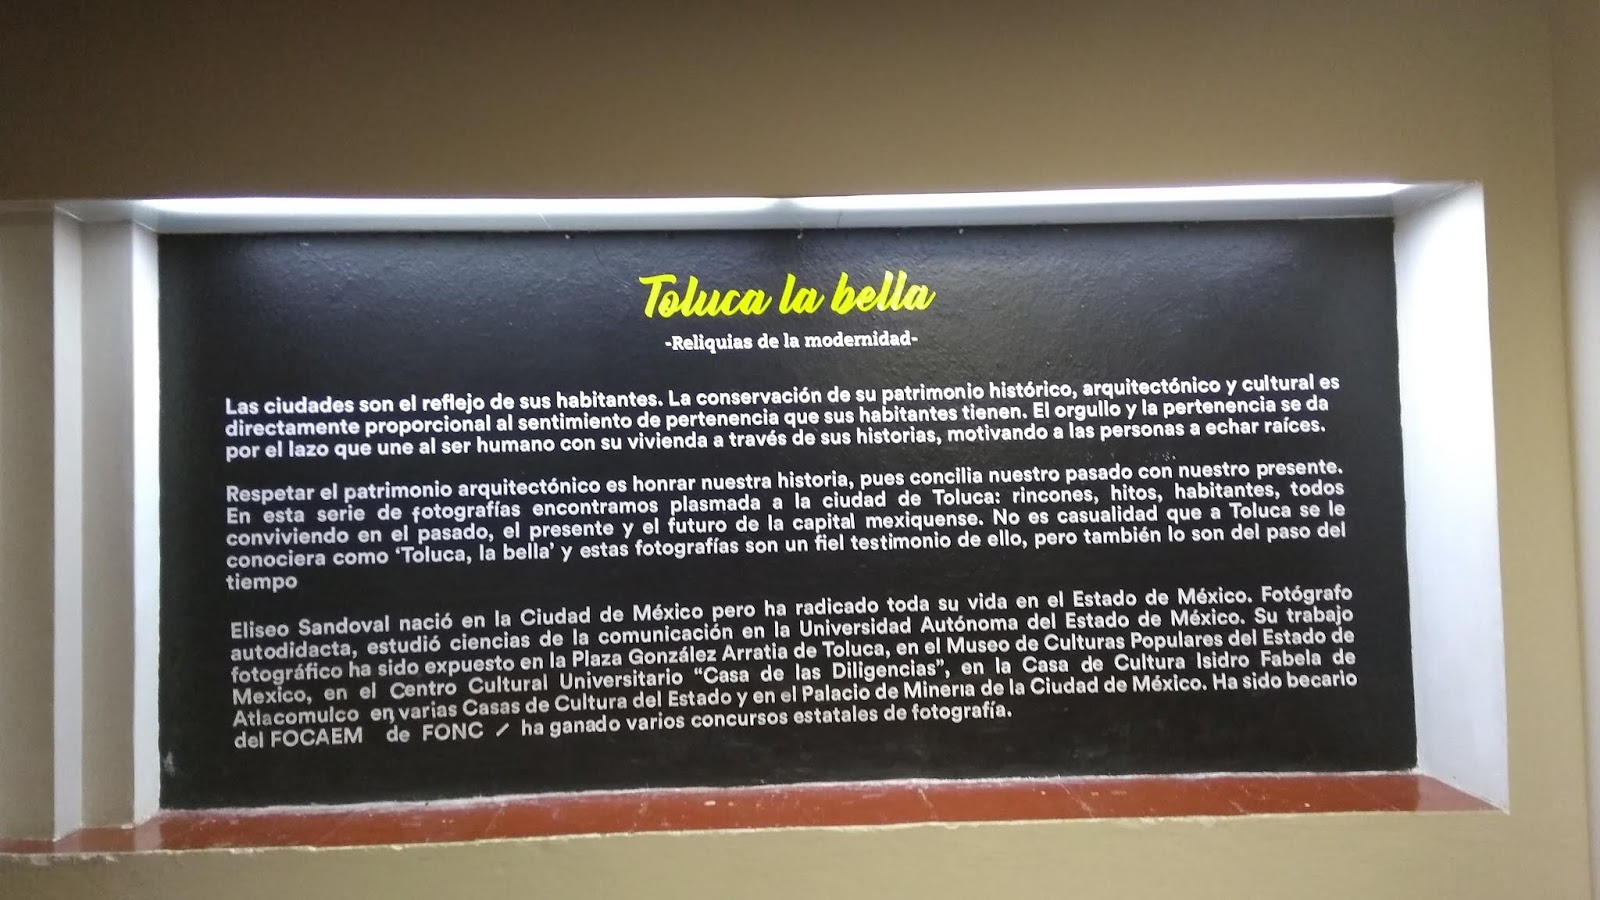 Toluca la bella
-Reliquias de la modernidad-
Las ciudades son el reflejo de sus habitantes. La conservación de su patrimonio histórico, arquitectónico y cultural es
directamente proporcional al sentimiento de pertenencia que sus habitantes tienen. El orgullo y la pertenencia se da
por el lazo que une al ser humano con su vivienda a través de sus historias, motivando a las personas a echar raíces.
Respetar el patrimonio arquitectónico es honrar nuestra historia, pues concilia nuestro pasado con nuestro presente.
En esta serie de fotografías encontramos plasmada a la ciudad de Toluca: rincones, hitos, habitantes, todos
conviviendo en el pasado, el presente y el futuro de la capital mexiquense. No es casualidad que a Toluca se le
conociera como ‘Toluca, la bella’ y estas fotografías son un fiel testimonio de ello, pero también lo son del paso del
tiempo
Eliseo Sandoval nació en la Ciudad de México pero ha radicado toda su vida en el Estado de México. Fotógrafo
autodidacta, estudió ciencias de la comunicación en la Universidad Autónoma del Estado de México. Su trabajo
fotográfico ha sido expuesto en la Plaza González Arratia de Toluca, en el Museo de Culturas Populares del Estado de
Mexico, en el Centro Cultural Universitario “Casa de las Diligencias”, en la Casa de Cultura Isidro Fabela de
Atlacomulco en varias Casas de Cultura del Estado y en el Palacio de Mineria de la Ciudad de México. Ha sido becario
del FOCAEM de FONC ha ganado varios concursos estatales de fotografía.